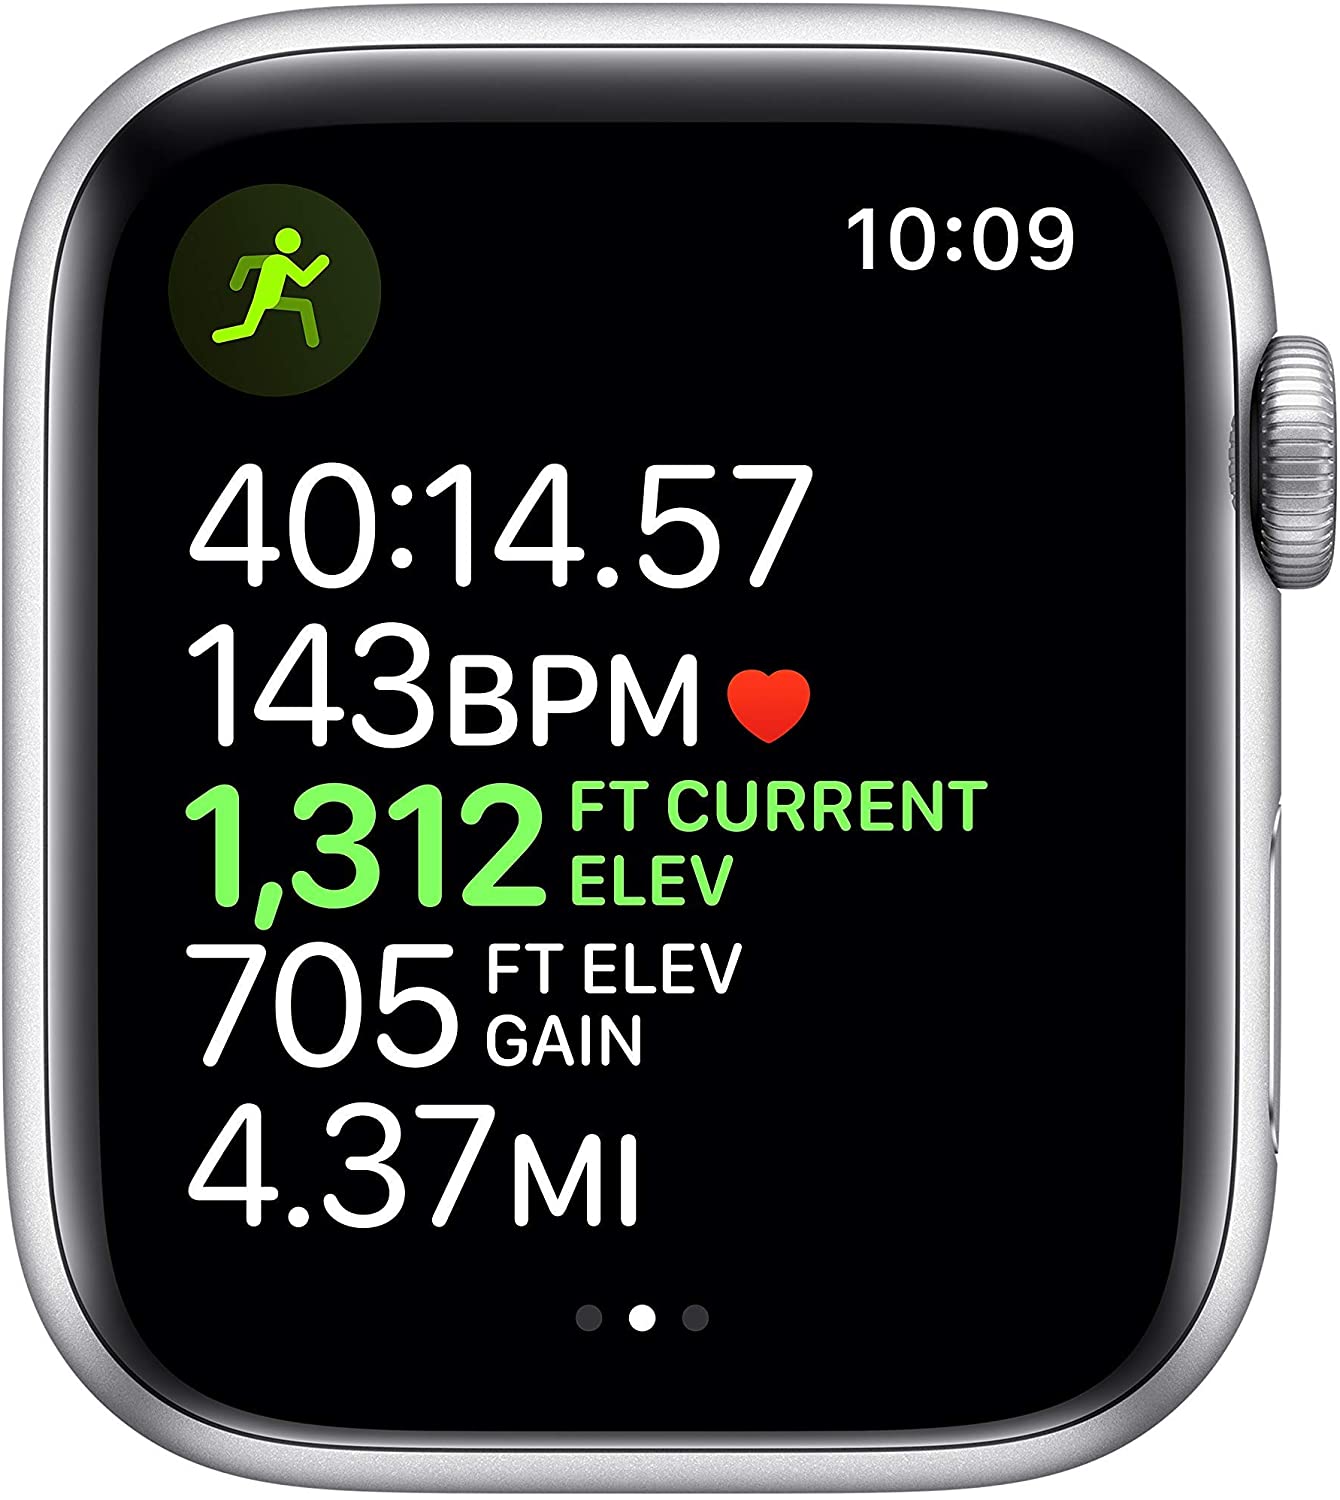 10:09
40:14.57
143BPM
1,312 FT CURRENT
ELEV
705 FT ELEV
GAIN
4.37MI